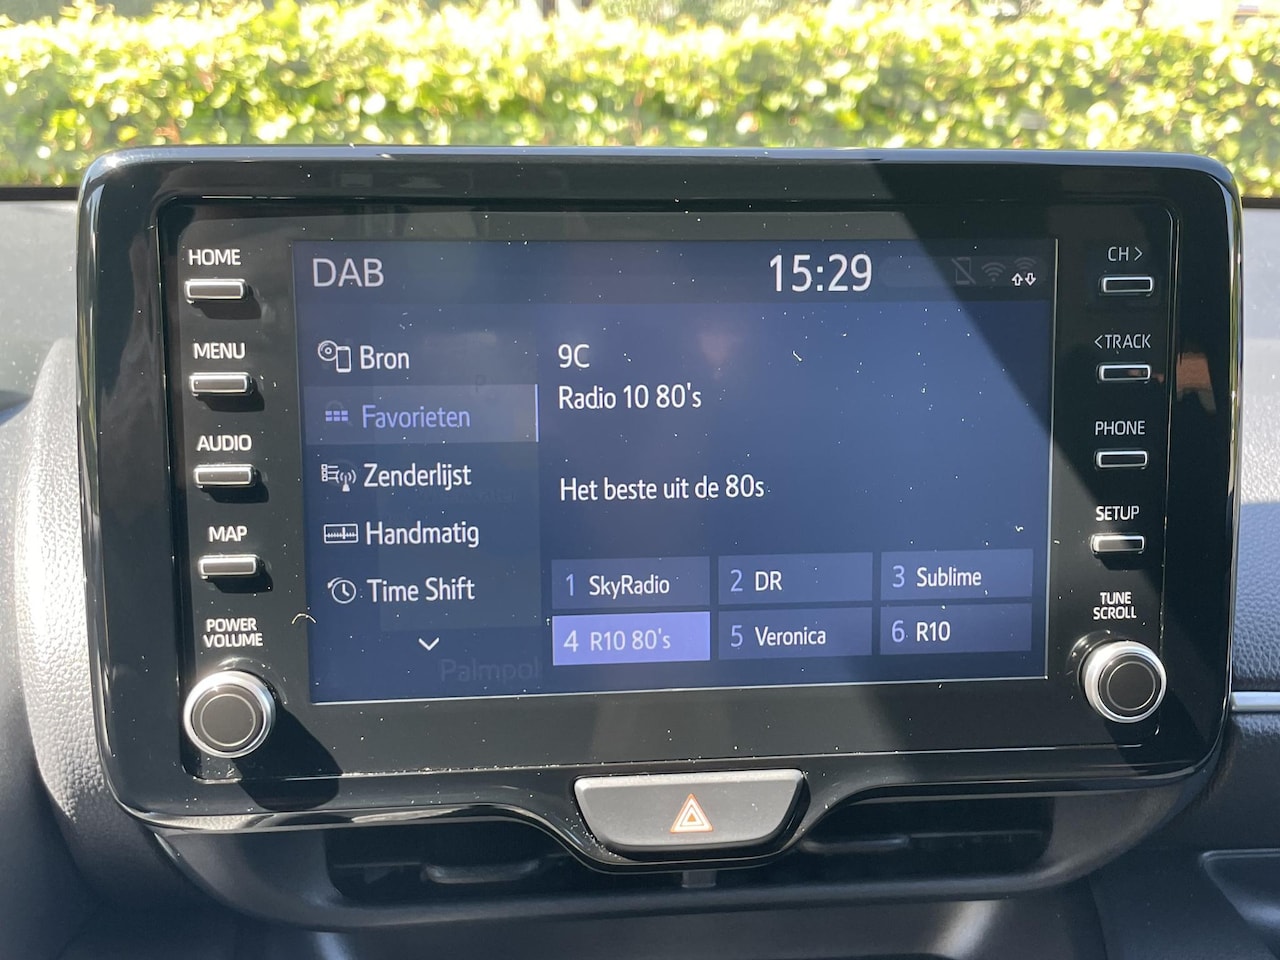 HOME
MENU
AUDIO
MAP
POWER
VOLUME
DAB
15:29
Bron
Favorieten
Zenderlijst
Handmatig
Time Shift
9C
Radio 10 80's
Het beste uit de 80s
1 SkyRadio
2 DR
3 Sublime
4 R10 80's
5 Veronica
6 R10
CH >
< TRACK
PHONE
SETUP
TUNE
SCROLL